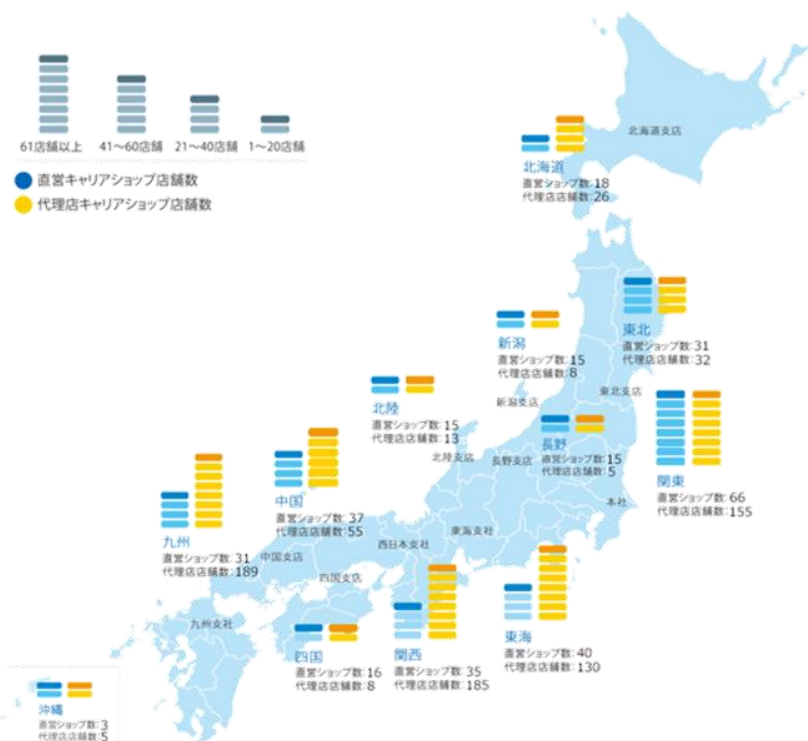 61店舗以上 41～60店舗 21～40店舗 1～20店舗
直営キャリアショップ店舗数
代理店キャリアショップ店舗数
北海道支店
北海道
直営ショップ数:18
代理店店舗数:26
東北
直営ショップ数:31
代理店店舗数:32
東北支店
新潟
直営ショップ数:15
代理店店舗数:8
新潟支店
北陸
直営ショップ数:15
代理店店舗数:13
北陸支店
長野
直営ショップ数:15
代理店店舗数:5
長野支店
関東
直営ショップ数:66
代理店店舗数:155
本社
中国
直営ショップ数:37
代理店店舗数:55
中国支店
九州
直営ショップ数:31
代理店店舗数:189
九州支社
西日本支社
東海支社
四国支店
四国
直営ショップ数:16
代理店店舗数:8
関西
直営ショップ数:35
代理店店舗数:185
東海
直営ショップ数:40
代理店店舗数:130
沖縄
直営ショップ数:3
代理店店舗数:5